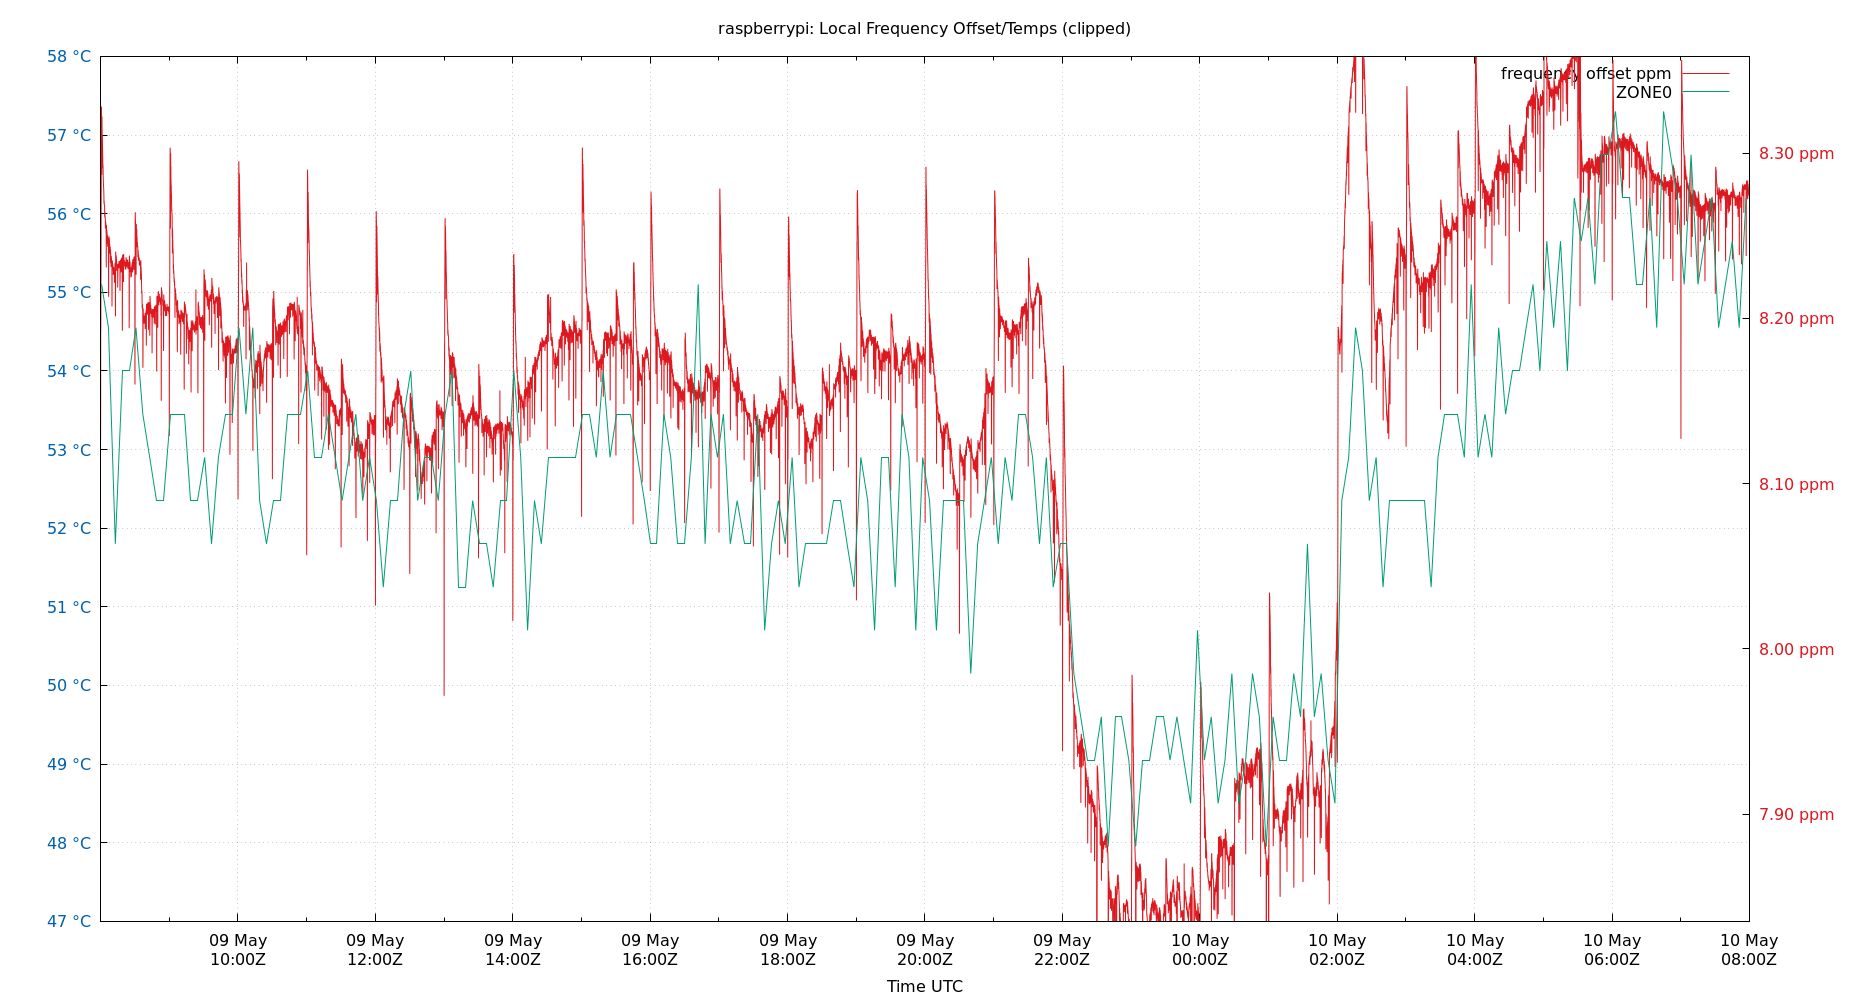 raspberrypi: Local Frequency Offset/Temps (clipped)
58 °C
57 °C
56 °C
55 °C
54 °C
53 °C
52 °C
51 °C
50 °C
49 °C
48 °C
47 °C
frequency offset ppm
ZONE0
8.30 ppm
8.20 ppm
8.10 ppm
8.00 ppm
7.90 ppm
09 May
10:00Z
09 May
12:00Z
09 May
14:00Z
09 May
16:00Z
09 May
18:00Z
09 May
20:00Z
09 May
22:00Z
10 May
00:00Z
10 May
02:00Z
10 May
04:00Z
10 May
06:00Z
10 May
08:00Z
Time UTC